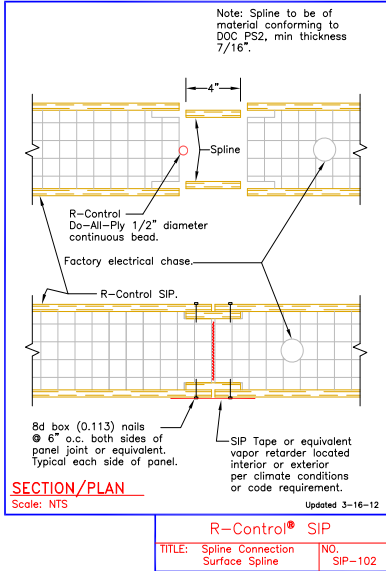 Note: Spline to be of
material conforming to
DOC PS2, min thickness
7/16".
4"
Spline
R-Control
Do-All-Ply 1/2" diameter
continuous bead.
Factory electrical chase.
R-Control SIP.
8d box (0.113) nails
@ 6" o.c. both sides of
panel joint or equivalent.
Typical each side of panel.
SIP Tape or equivalent
vapor retarder located
interior or exterior
per climate conditions
or code requirement.
SECTION/PLAN
Scale: NTS
Updated 3-16-12
R-Control® SIP
TITLE: Spline Connection
Surface Spline
NO.
SIP-102